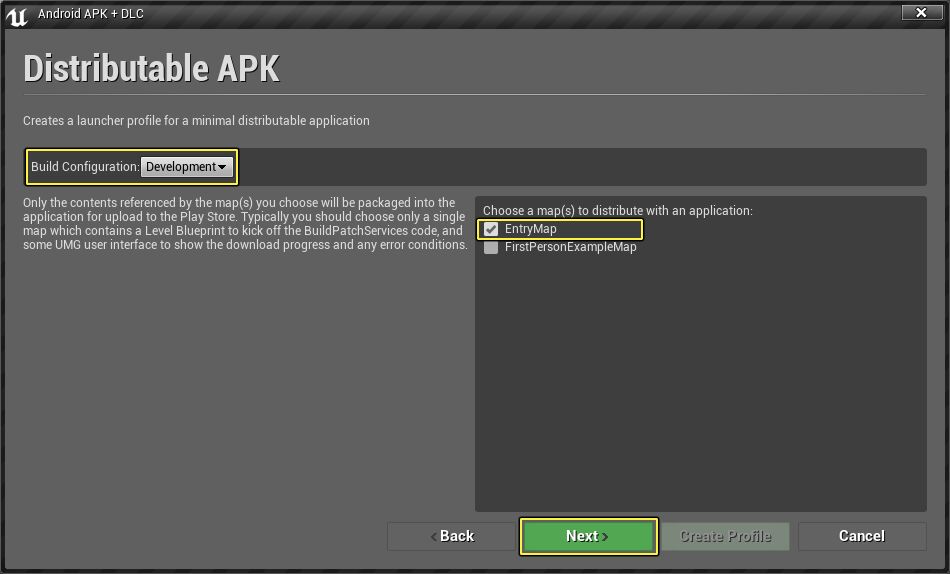 Android APK + DLC
Distributable APK
Creates a launcher profile for a minimal distributable application
Build Configuration: Development
Only the contents referenced by the map(s) you choose will be packaged into the
application for upload to the Play Store. Typically you should choose only a single
map which contains a Level Blueprint to kick off the BuildPatchServices code, and
some UMG user interface to show the download progress and any error conditions.
Choose a map(s) to distribute with an application:
EntryMap
FirstPersonExampleMap
< Back
Next >
Create Profile
Cancel